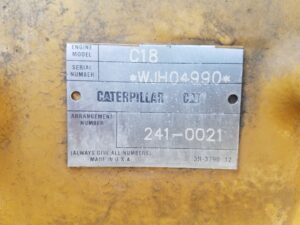 ENGINE
MODEL C18
SERIAL
NUMBER *WJH04990*
CATERPILLAR CAT
ARRANGEMENT
NUMBER 241-0021
(ALWAYS GIVE ALL NUMBERS)
MADE IN U.S.A.